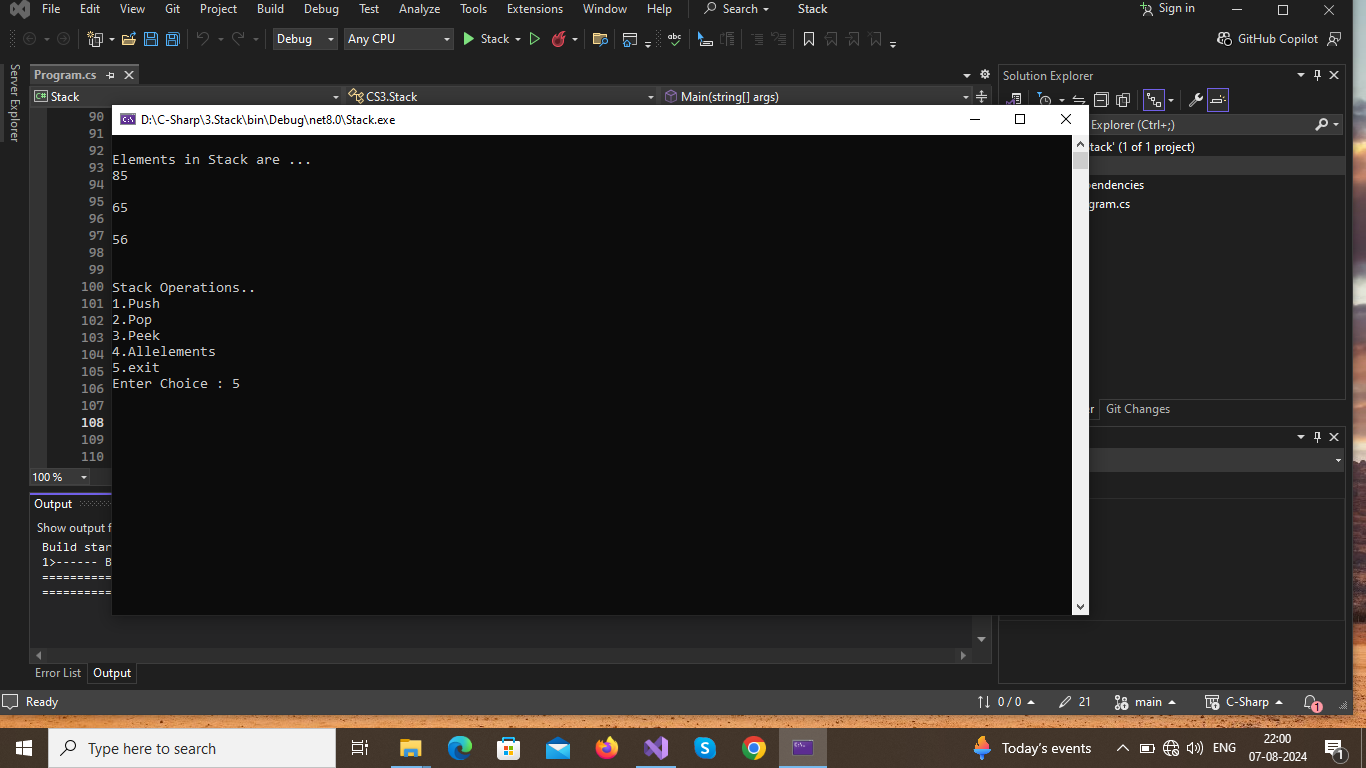 File Edit View Git Project Build Debug Test Analyze Tools Extensions Window Help Search Stack Sign in
Debug Any CPU Stack GitHub Copilot
Server Explorer
Program.cs
Stack CS3.Stack Main(string[] args)
90
91
92
93
94
95
96
97
98
99
100
101
102
103
104
105
106
107
108
109
110
100 %
D:\C-Sharp\3.Stack\bin\Debug\net8.0\Stack.exe
Elements in Stack are ...
85
65
56
Stack Operations..
1.Push
2.Pop
3.Peek
4.Allelements
5.exit
Enter Choice : 5
Solution Explorer
Explorer (Ctrl+;)
tack' (1 of 1 project)
pendencies
gram.cs
r Git Changes
Output
Show output f
Build star
1>------ B
===========
===========
Error List Output
Ready 0 / 0 21 main C-Sharp 1
Type here to search
Today's events ENG
22:00
07-08-2024
1